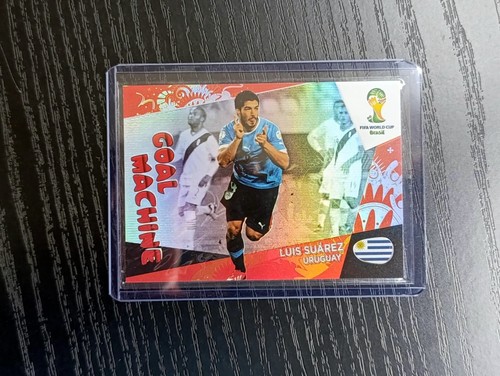 GOAL
MACHINE
FIFA WORLD CUP
Brasil
LUIS SUÁREZ
URUGUAY